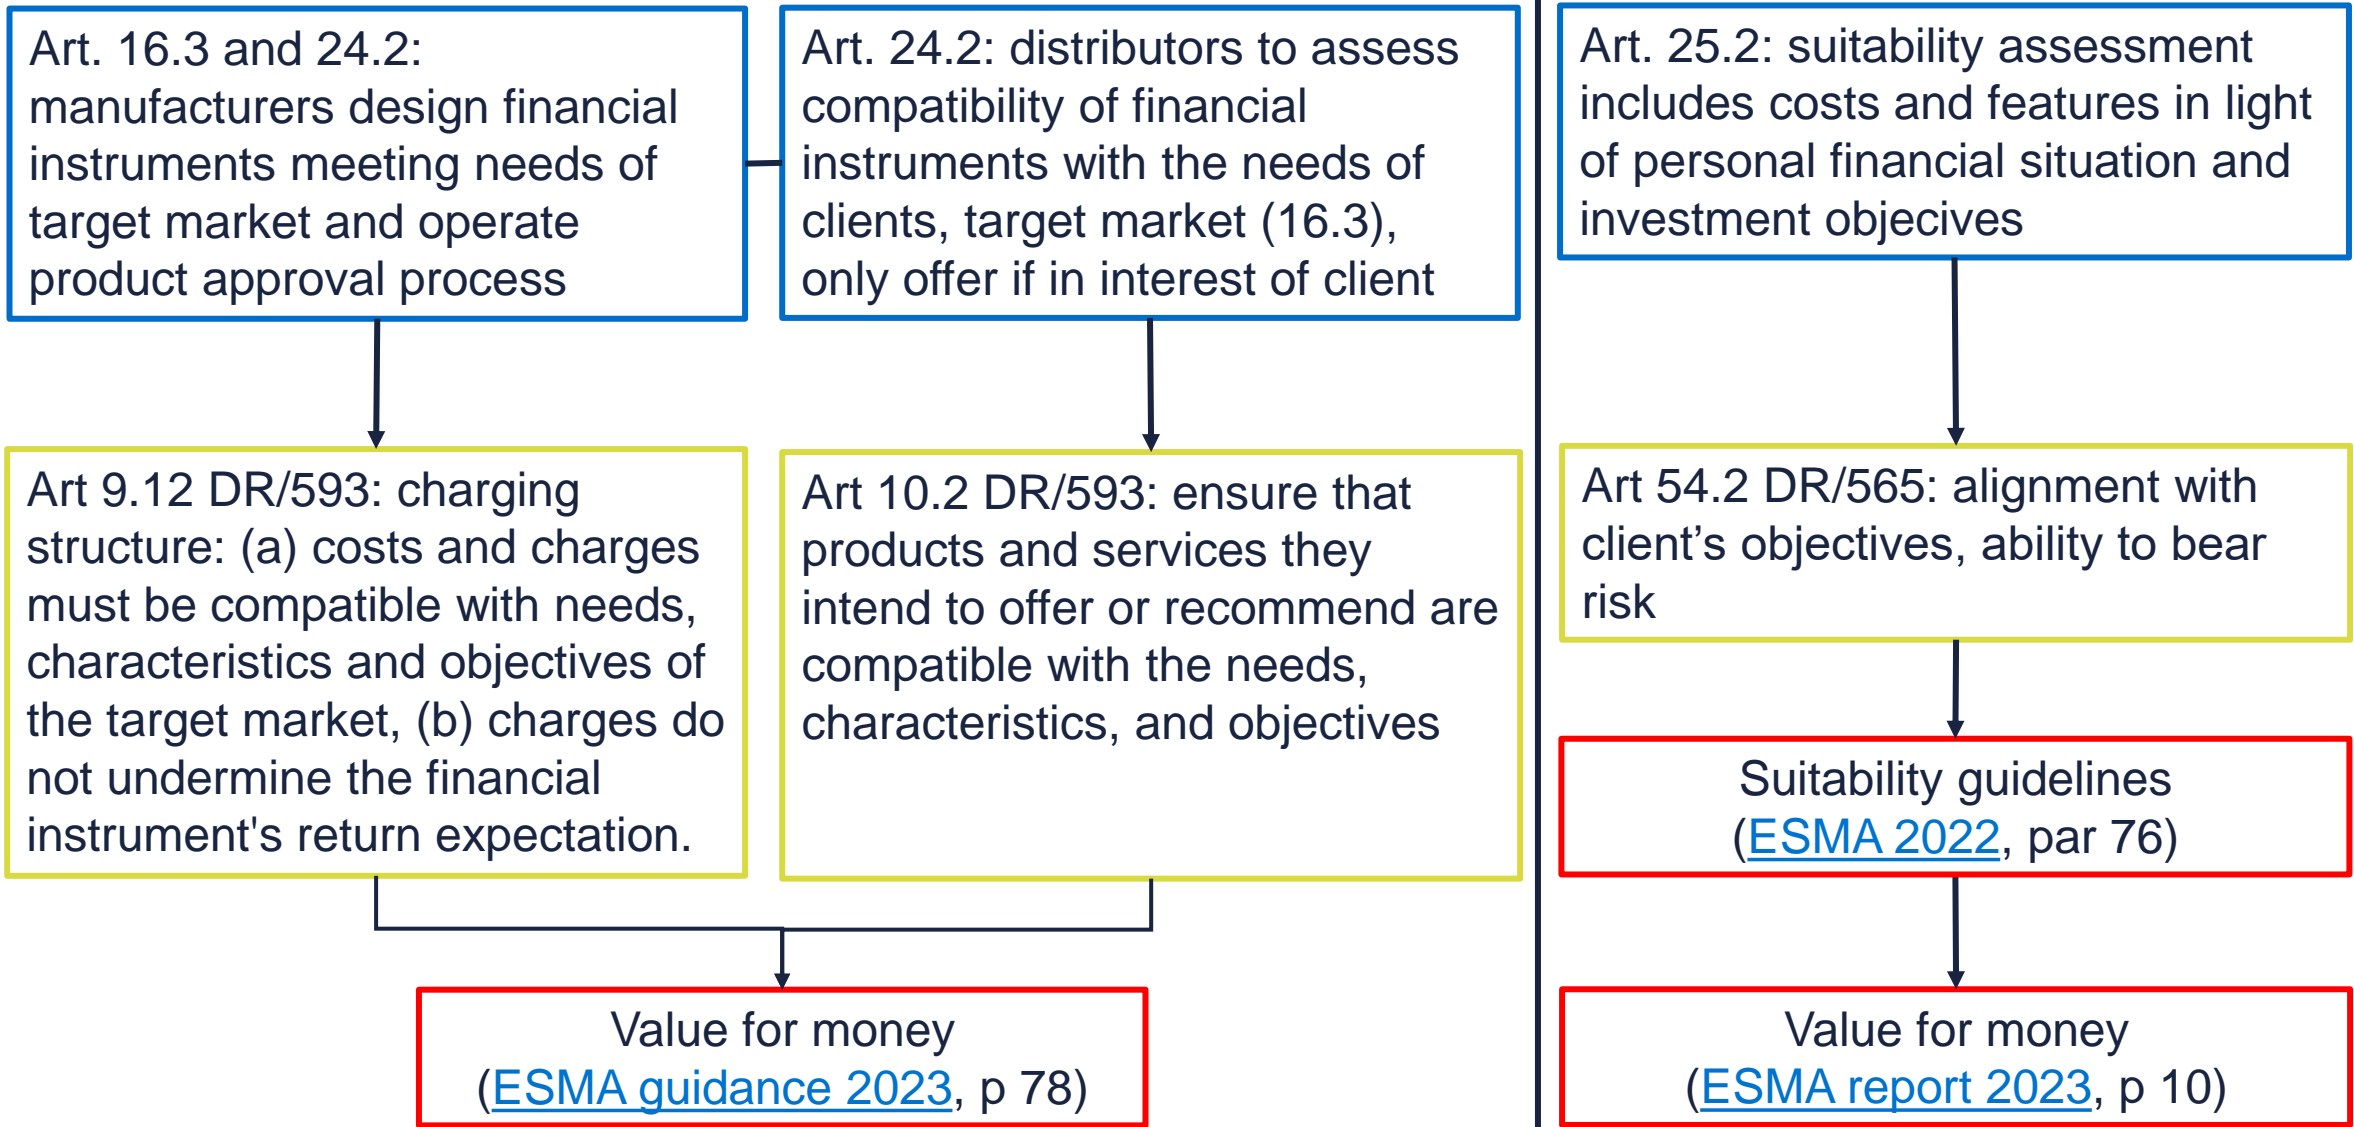 Art. 16.3 and 24.2:
manufacturers design financial
instruments meeting needs of
target market and operate
product approval process
Art. 24.2: distributors to assess
compatibility of financial
instruments with the needs of
clients, target market (16.3),
only offer if in interest of client
Art. 25.2: suitability assessment
includes costs and features in light
of personal financial situation and
investment objecives
Art 9.12 DR/593: charging
structure: (a) costs and charges
must be compatible with needs,
characteristics and objectives of
the target market, (b) charges do
not undermine the financial
instrument's return expectation.
Art 10.2 DR/593: ensure that
products and services they
intend to offer or recommend are
compatible with the needs,
characteristics, and objectives
Art 54.2 DR/565: alignment with
client’s objectives, ability to bear
risk
Suitability guidelines
(ESMA 2022, par 76)
Value for money
(ESMA guidance 2023, p 78)
Value for money
(ESMA report 2023, p 10)